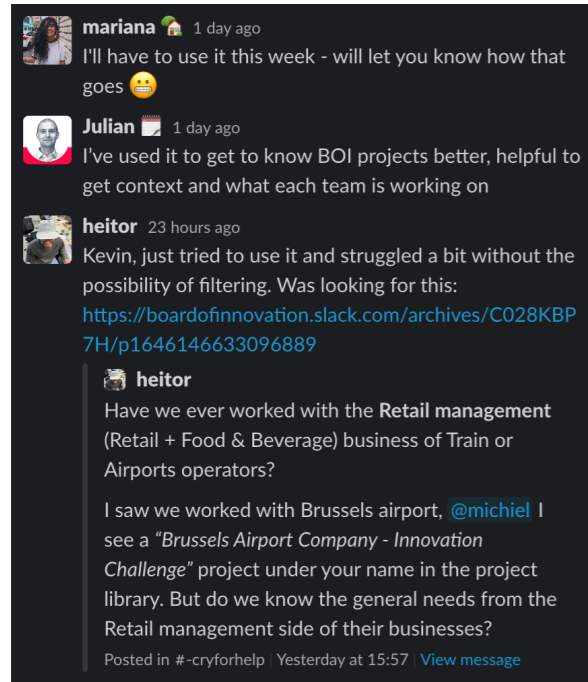 mariana 1 day ago
I'll have to use it this week - will let you know how that
goes
Julian 1 day ago
I've used it to get to know BOI projects better, helpful to
get context and what each team is working on
heitor 23 hours ago
Kevin, just tried to use it and struggled a bit without the
possibility of filtering. Was looking for this:
https://boardofinnovation.slack.com/archives/C028KBP
7H/p1646146633096889
heitor
Have we ever worked with the Retail management
(Retail + Food & Beverage) business of Train or
Airports operators?
I saw we worked with Brussels airport, @michiel I
see a “Brussels Airport Company - Innovation
Challenge” project under your name in the project
library. But do we know the general needs from the
Retail management side of their businesses?
Posted in #-cryforhelp | Yesterday at 15:57 | View message